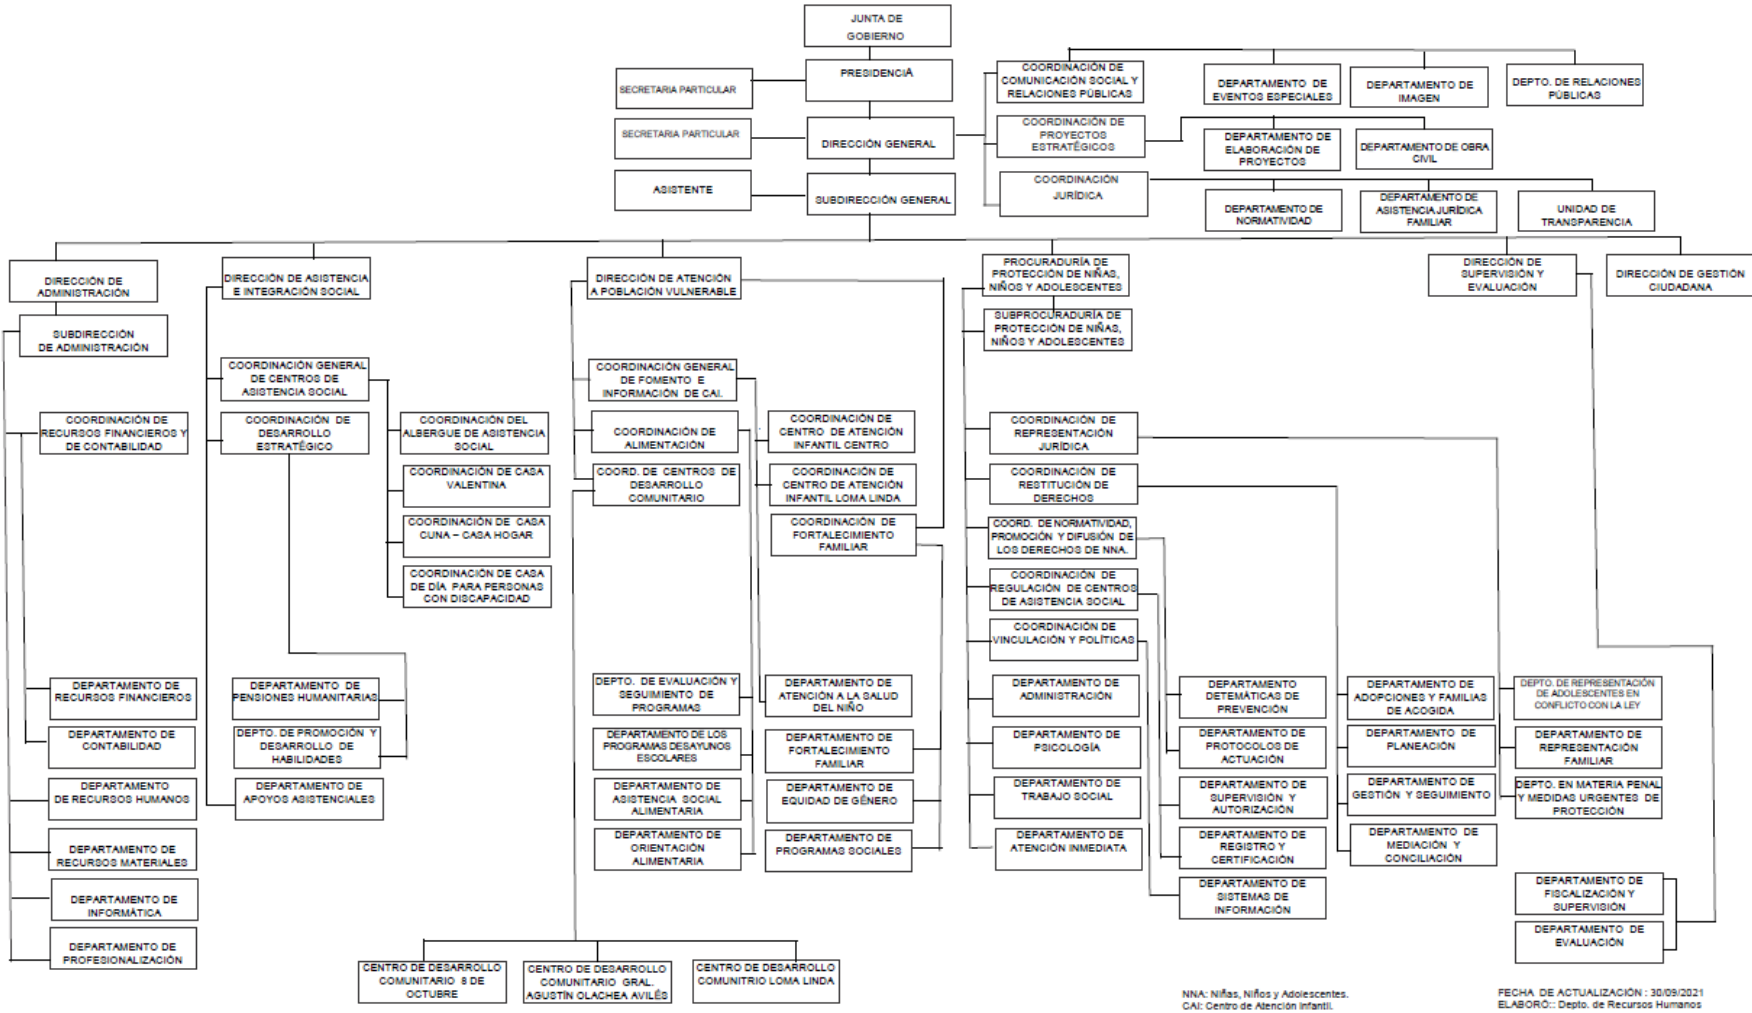 JUNTA DE
GOBIERNO
PRESIDENCIA
SECRETARIA PARTICULAR
SECRETARIA PARTICULAR
DIRECCIÓN GENERAL
ASISTENTE
SUBDIRECCIÓN GENERAL
COORDINACIÓN DE
COMUNICACIÓN SOCIAL Y
RELACIONES PÚBLICAS
DEPARTAMENTO DE
EVENTOS ESPECIALES
DEPARTAMENTO DE
IMAGEN
DEPTO. DE RELACIONES
PÚBLICAS
COORDINACIÓN DE
PROYECTOS
ESTRATÉGICOS
DEPARTAMENTO DE
ELABORACIÓN DE
PROYECTOS
DEPARTAMENTO DE OBRA
CIVIL
COORDINACIÓN
JURÍDICA
DEPARTAMENTO DE
NORMATIVIDAD
DEPARTAMENTO DE
ASISTENCIA JURÍDICA
FAMILIAR
UNIDAD DE
TRANSPARENCIA
DIRECCIÓN DE
ADMINISTRACIÓN
SUBDIRECCIÓN
DE ADMINISTRACIÓN
COORDINACIÓN DE
RECURSOS FINANCIEROS Y
DE CONTABILIDAD
DEPARTAMENTO DE
RECURSOS FINANCIEROS
DEPARTAMENTO DE
CONTABILIDAD
DEPARTAMENTO
DE RECURSOS HUMANOS
DEPARTAMENTO DE
RECURSOS MATERIALES
DEPARTAMENTO DE
INFORMÁTICA
DEPARTAMENTO DE
PROFESIONALIZACIÓN
DIRECCIÓN DE ASISTENCIA
E INTEGRACIÓN SOCIAL
COORDINACIÓN GENERAL
DE CENTROS DE
ASISTENCIA SOCIAL
COORDINACIÓN DE
DESARROLLO
ESTRATÉGICO
COORDINACIÓN DEL
ALBERGUE DE ASISTENCIA
SOCIAL
COORDINACIÓN DE CASA
VALENTINA
COORDINACIÓN DE CASA
CUNA – CASA HOGAR
COORDINACIÓN DE CASA
DE DÍA PARA PERSONAS
CON DISCAPACIDAD
DEPARTAMENTO DE
PENSIONES HUMANITARIAS
DEPTO. DE PROMOCIÓN Y
DESARROLLO DE
HABILIDADES
DEPARTAMENTO DE
APOYOS ASISTENCIALES
DIRECCIÓN DE ATENCIÓN
A POBLACIÓN VULNERABLE
COORDINACIÓN GENERAL
DE FOMENTO E
INFORMACIÓN DE CAI.
COORDINACIÓN DE
ALIMENTACIÓN
COORD. DE CENTROS DE
DESARROLLO
COMUNITARIO
COORDINACIÓN DE
CENTRO DE ATENCIÓN
INFANTIL CENTRO
COORDINACIÓN DE
CENTRO DE ATENCIÓN
INFANTIL LOMA LINDA
COORDINACIÓN DE
FORTALECIMIENTO
FAMILIAR
DEPTO. DE EVALUACIÓN Y
SEGUIMIENTO DE
PROGRAMAS
DEPARTAMENTO DE LOS
PROGRAMAS DESAYUNOS
ESCOLARES
DEPARTAMENTO DE
ASISTENCIA SOCIAL
ALIMENTARIA
DEPARTAMENTO DE
ORIENTACIÓN
ALIMENTARIA
DEPARTAMENTO DE
ATENCIÓN A LA SALUD
DEL NIÑO
DEPARTAMENTO DE
FORTALECIMIENTO
FAMILIAR
DEPARTAMENTO DE
EQUIDAD DE GÉNERO
DEPARTAMENTO DE
PROGRAMAS SOCIALES
CENTRO DE DESARROLLO
COMUNITARIO 8 DE
OCTUBRE
CENTRO DE DESARROLLO
COMUNITARIO GRAL.
AGUSTÍN OLACHEA AVILÉS
CENTRO DE DESARROLLO
COMUNITRIO LOMA LINDA
PROCURADURÍA DE
PROTECCIÓN DE NIÑAS,
NIÑOS Y ADOLESCENTES
SUBPROCURADURÍA DE
PROTECCIÓN DE NIÑAS,
NIÑOS Y ADOLESCENTES
COORDINACIÓN DE
REPRESENTACIÓN
JURÍDICA
COORDINACIÓN DE
RESTITUCIÓN DE
DERECHOS
COORD. DE NORMATIVIDAD,
PROMOCIÓN Y DIFUSIÓN DE
LOS DERECHOS DE NNA.
COORDINACIÓN DE
REGULACIÓN DE CENTROS
DE ASISTENCIA SOCIAL
COORDINACIÓN DE
VINCULACIÓN Y POLÍTICAS
DEPARTAMENTO DE
ADMINISTRACIÓN
DEPARTAMENTO DE
PSICOLOGÍA
DEPARTAMENTO DE
TRABAJO SOCIAL
DEPARTAMENTO DE
ATENCIÓN INMEDIATA
DEPARTAMENTO
DETEMÁTICAS DE
PREVENCIÓN
DEPARTAMENTO DE
PROTOCOLOS DE
ACTUACIÓN
DEPARTAMENTO DE
SUPERVISIÓN Y
AUTORIZACIÓN
DEPARTAMENTO DE
REGISTRO Y
CERTIFICACIÓN
DEPARTAMENTO DE
SISTEMAS DE
INFORMACIÓN
DEPARTAMENTO DE
ADOPCIONES Y FAMILIAS
DE ACOGIDA
DEPARTAMENTO DE
PLANEACIÓN
DEPARTAMENTO DE
GESTIÓN Y SEGUIMIENTO
DEPARTAMENTO DE
MEDIACIÓN Y
CONCILIACIÓN
DEPTO. DE REPRESENTACIÓN
DE ADOLESCENTES EN
CONFLICTO CON LA LEY
DEPARTAMENTO DE
REPRESENTACIÓN
FAMILIAR
DEPTO. EN MATERIA PENAL
Y MEDIDAS URGENTES DE
PROTECCIÓN
DIRECCIÓN DE
SUPERVISIÓN Y
EVALUACIÓN
DEPARTAMENTO DE
FISCALIZACIÓN Y
SUPERVISIÓN
DEPARTAMENTO DE
EVALUACIÓN
DIRECCIÓN DE GESTIÓN
CIUDADANA
NNA: Niñas, Niños y Adolescentes.
CAI: Centro de Atención Infantil.
FECHA DE ACTUALIZACIÓN : 30/09/2021
ELABORÓ:: Depto. de Recursos Humanos